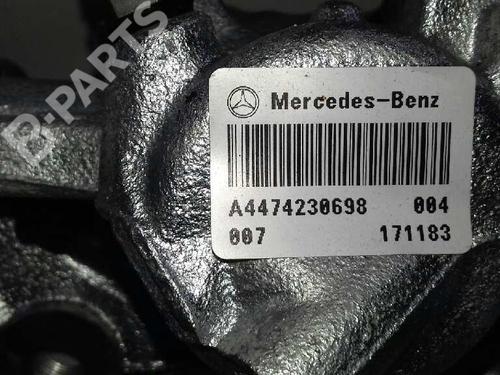 B-PARTS
Mercedes-Benz
A4474230698 004
007 171183